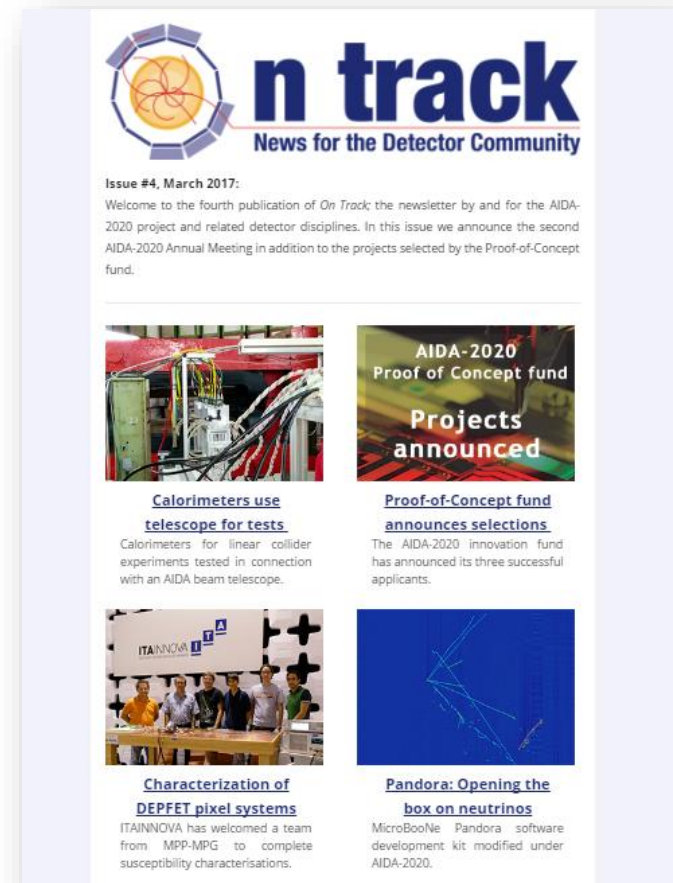 On track
News for the Detector Community
Issue #4, March 2017:
Welcome to the fourth publication of On Track; the newsletter by and for the AIDA-
2020 project and related detector disciplines. In this issue we announce the second
AIDA-2020 Annual Meeting in addition to the projects selected by the Proof-of-Concept
fund.
AIDA-2020
Proof of Concept fund
Projects
announced
Calorimeters use
telescope for tests
Calorimeters for linear collider
experiments tested in connection
with an AIDA beam telescope.
Proof-of-Concept fund
announces selections
The AIDA-2020 innovation fund
has announced its three successful
applicants.
ITAINNOVA ITA
Characterization of
DEPFET pixel systems
ITAINNOVA has welcomed a team
from MPP-MPG to complete
susceptibility characterisations.
Pandora: Opening the
box on neutrinos
MicroBooNe Pandora software
development kit modified under
AIDA-2020.